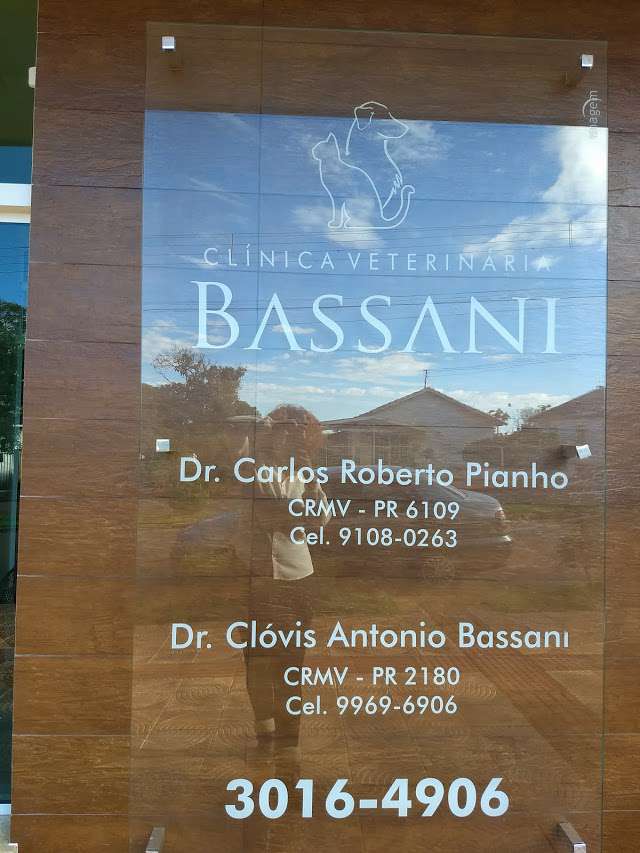 CLÍNICA VETERINÁRIA
BASSANI
Dr. Carlos Roberto Pianho
CRMV - PR 6109
Cel. 9108-0263
Dr. Clóvis Antonio Bassani
CRMV - PR 2180
Cel. 9969-6906
3016-4906